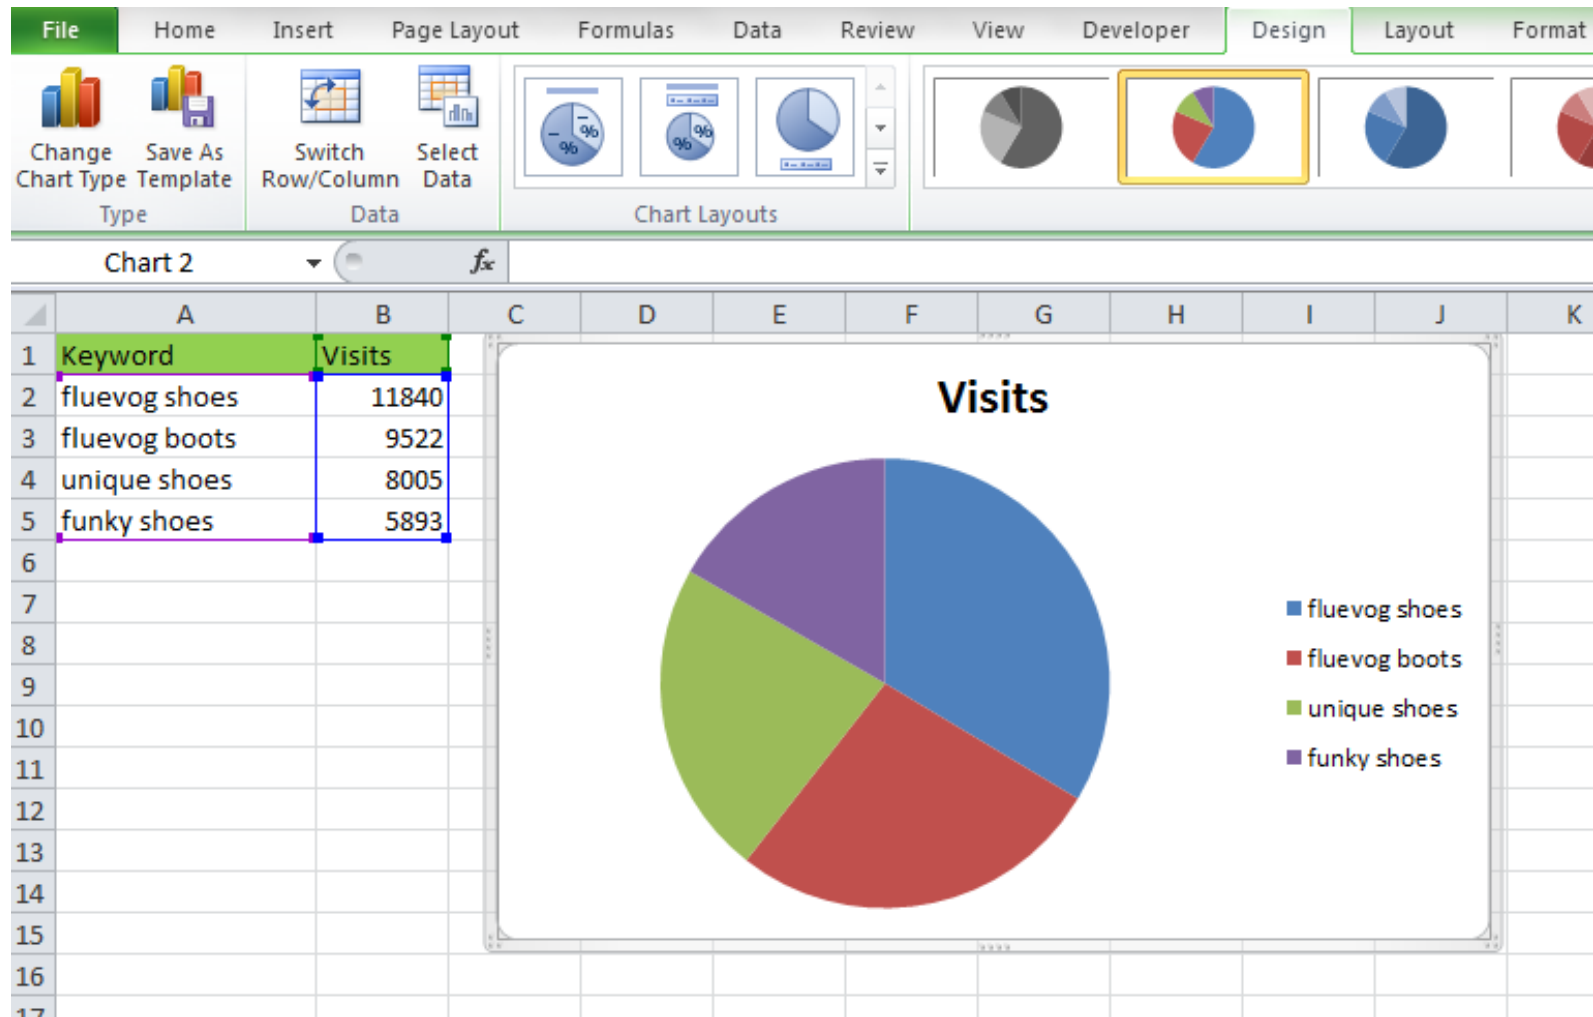 File Home Insert Page Layout Formulas Data Review View Developer Design Layout Format
Change Chart Type
Save As Template
Switch Row/Column
Select Data
Type Data Chart Layouts
Chart 2 fx
A B C D E F G H I J K
1 Keyword Visits
2 fluevog shoes 11840
3 fluevog boots 9522
4 unique shoes 8005
5 funky shoes 5893
6
7
8
9
10
11
12
13
14
15
16
17
Visits
fluevog shoes
fluevog boots
unique shoes
funky shoes